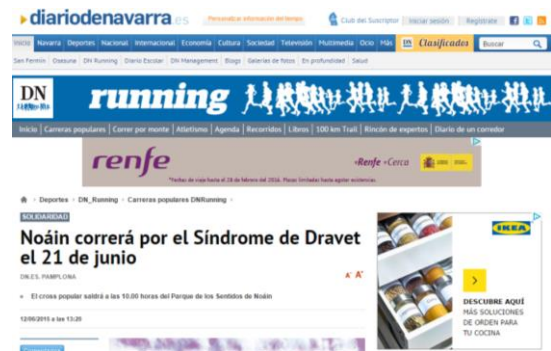 diariodenavarra.es
Club del Suscriptor
Iniciar sesión
Regístrate
Inicio Navarra Deportes Nacional Internacional Economía Cultura Sociedad Televisión Multimedia Ocio Más
DN Clasificados
Buscar
San Fermín Osasuna DN Running Diario Escolar DN Management Blogs Galerías de fotos En profundidad Salud
DN
running
Inicio | Carreras populares | Correr por monte | Atletismo | Agenda | Recorridos | Libros | 100 km Trail | Rincón de expertos | Diario de un corredor
renfe
+Renfe +Cerca
Deportes DN_Running Carreras populares DNRunning
SOLIDARIDAD
Noáin correrá por el Síndrome de Dravet
el 21 de junio
DN.ES. PAMPLONA
A- A+
El cross popular saldrá a las 10.00 horas del Parque de los Sentidos de Noáin
12/06/2015 a las 13:20
IKEA
DESCUBRE AQUÍ
MÁS SOLUCIONES
DE ORDEN PARA
TU COCINA